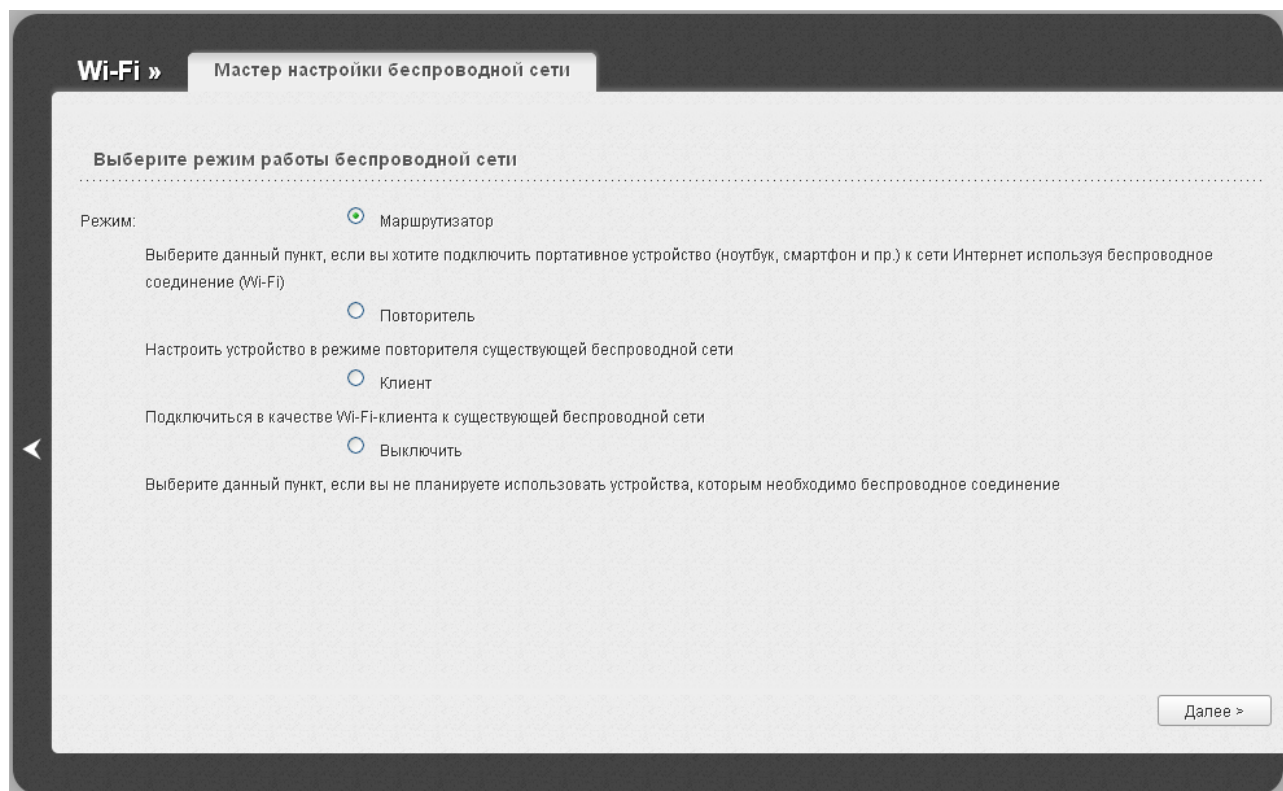 Wi-Fi » Мастер настройки беспроводной сети
Выберите режим работы беспроводной сети
Режим: Маршрутизатор
Выберите данный пункт, если вы хотите подключить портативное устройство (ноутбук, смартфон и пр.) к сети Интернет используя беспроводное
соединение (Wi-Fi)
Повторитель
Настроить устройство в режиме повторителя существующей беспроводной сети
Клиент
Подключиться в качестве Wi-Fi-клиента к существующей беспроводной сети
Выключить
Выберите данный пункт, если вы не планируете использовать устройства, которым необходимо беспроводное соединение
Далее >